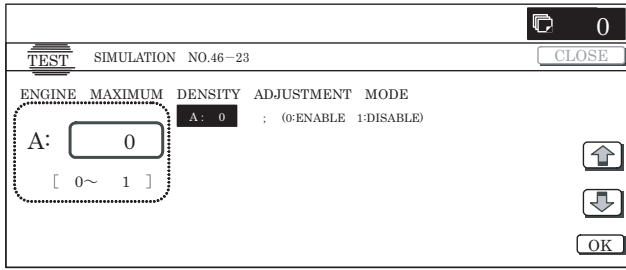 0
TEST SIMULATION NO.46-23 CLOSE
ENGINE MAXIMUM DENSITY ADJUSTMENT MODE
A: 0 ; (0:ENABLE 1:DISABLE)
A: 0
[ 0~ 1 ]
OK